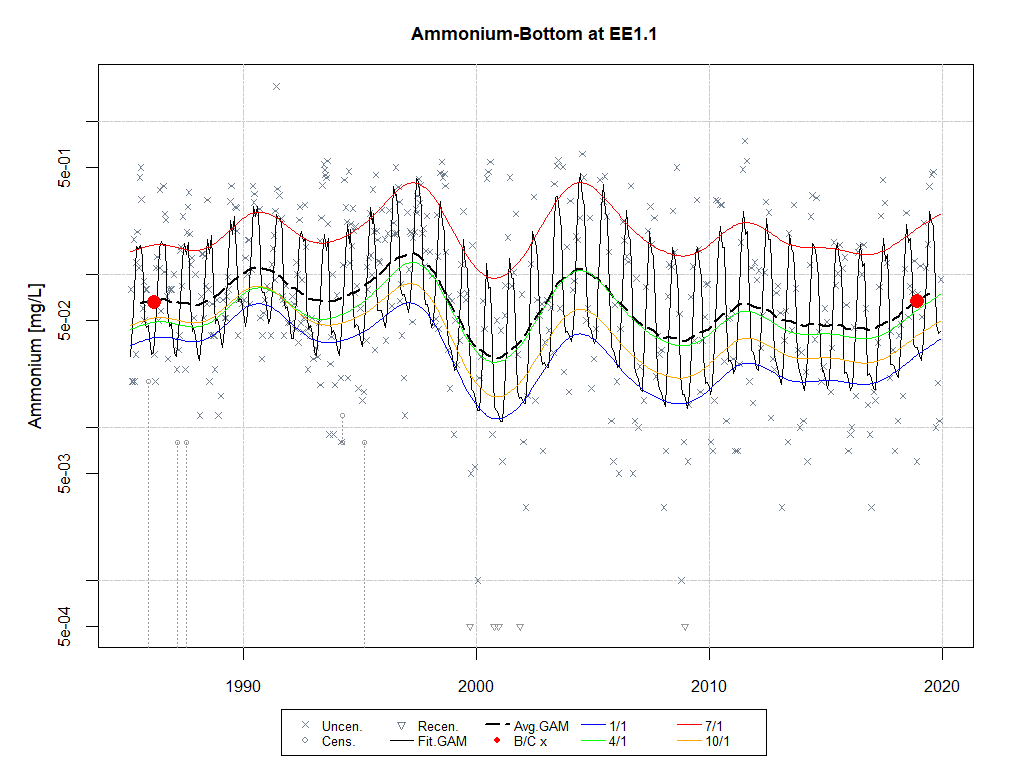 Ammonium-Bottom at EE1.1
Ammonium [mg/L]
5e-01
5e-02
5e-03
5e-04
1990 2000 2010 2020
Uncen. Recen. Avg.GAM 1/1 7/1
Cens. Fit.GAM B/C x 4/1 10/1